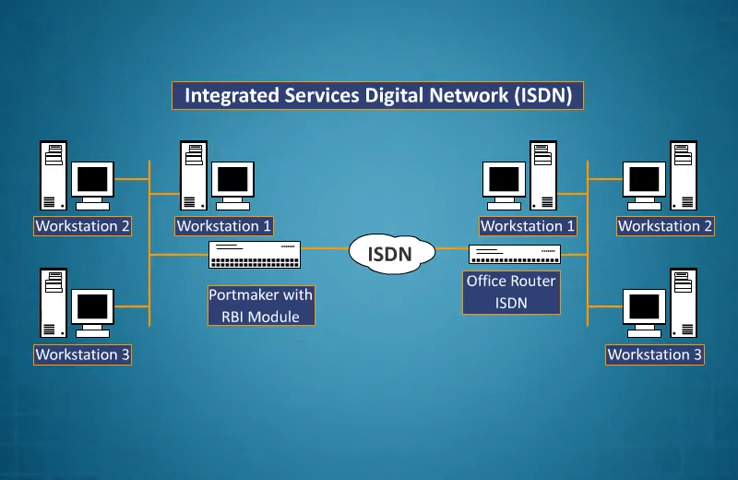 Integrated Services Digital Network (ISDN)
Workstation 2
Workstation 1
Workstation 1
Workstation 2
ISDN
Portmaker with
RBI Module
Office Router
ISDN
Workstation 3
Workstation 3